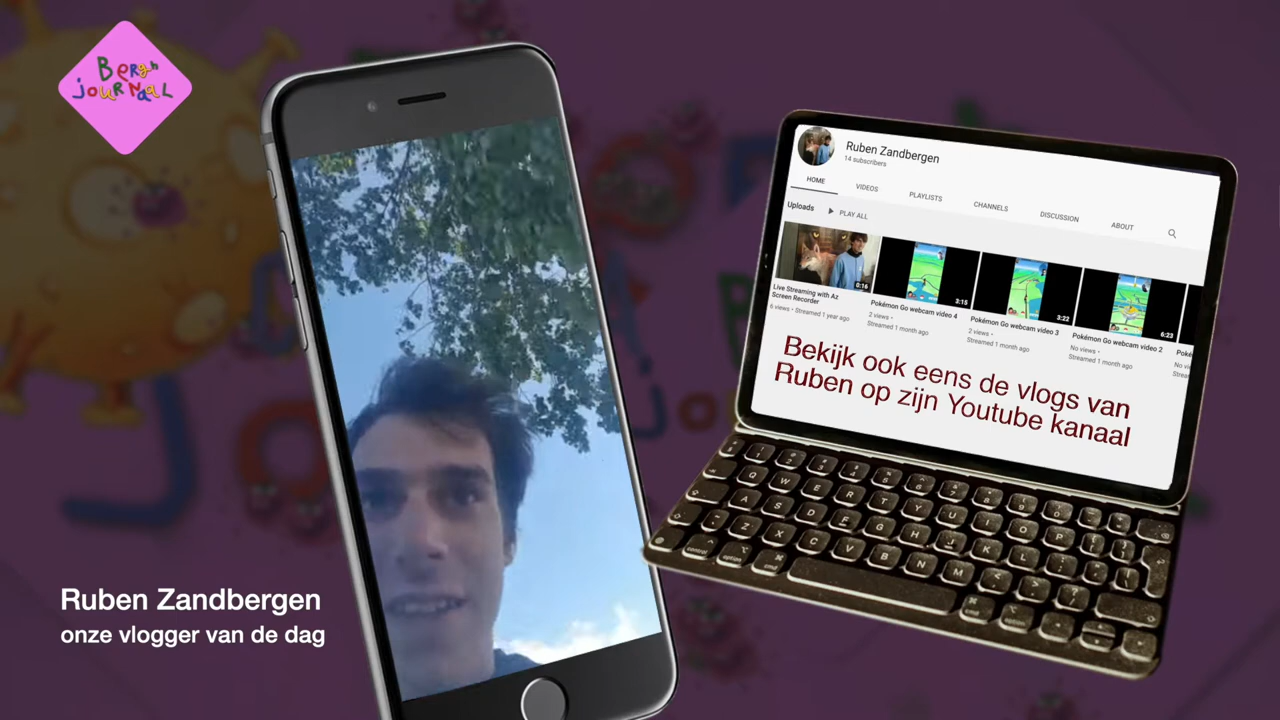 Bergh
journaal
Ruben Zandbergen
14 subscribers
HOME
VIDEOS
PLAYLISTS
CHANNELS
DISCUSSION
ABOUT
Uploads
PLAY ALL
0:16
3:15
3:22
6:23
Live Streaming with Az
Screen Recorder
6 views • Streamed 1 year ago
Pokémon Go webcam video 4
2 views •
Streamed 1 month ago
Pokémon Go webcam video 3
2 views •
Streamed 1 month ago
Pokémon Go webcam video 2
No views •
Streamed 1 month ago
Bekijk ook eens de vlogs van
Ruben op zijn Youtube kanaal
Q W E R T Y U I O P
A S D F G H J K L
Z X C V B N M
control option cmd
cmd
Ruben Zandbergen
onze vlogger van de dag